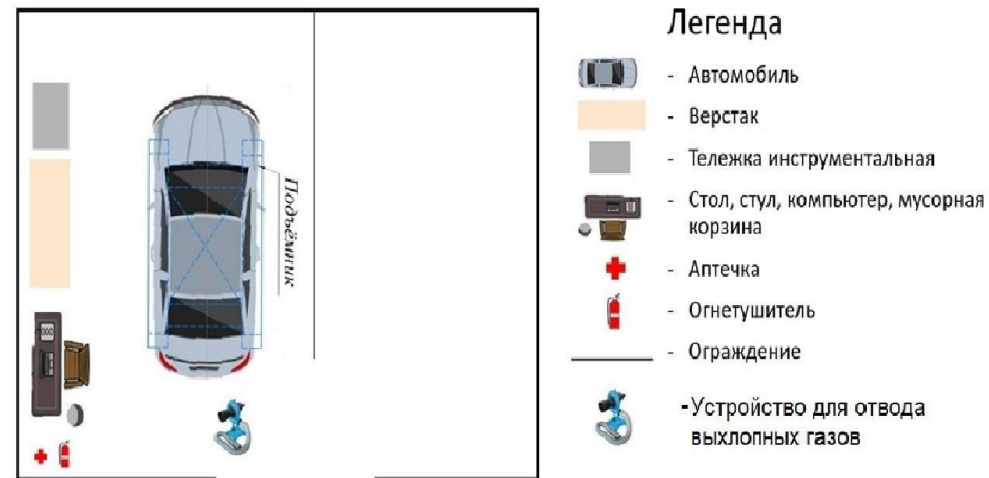 Подъёмник
Легенда
- Автомобиль
- Верстак
- Тележка инструментальная
- Стол, стул, компьютер, мусорная
корзина
- Аптечка
- Огнетушитель
- Ограждение
-Устройство для отвода
выхлопных газов